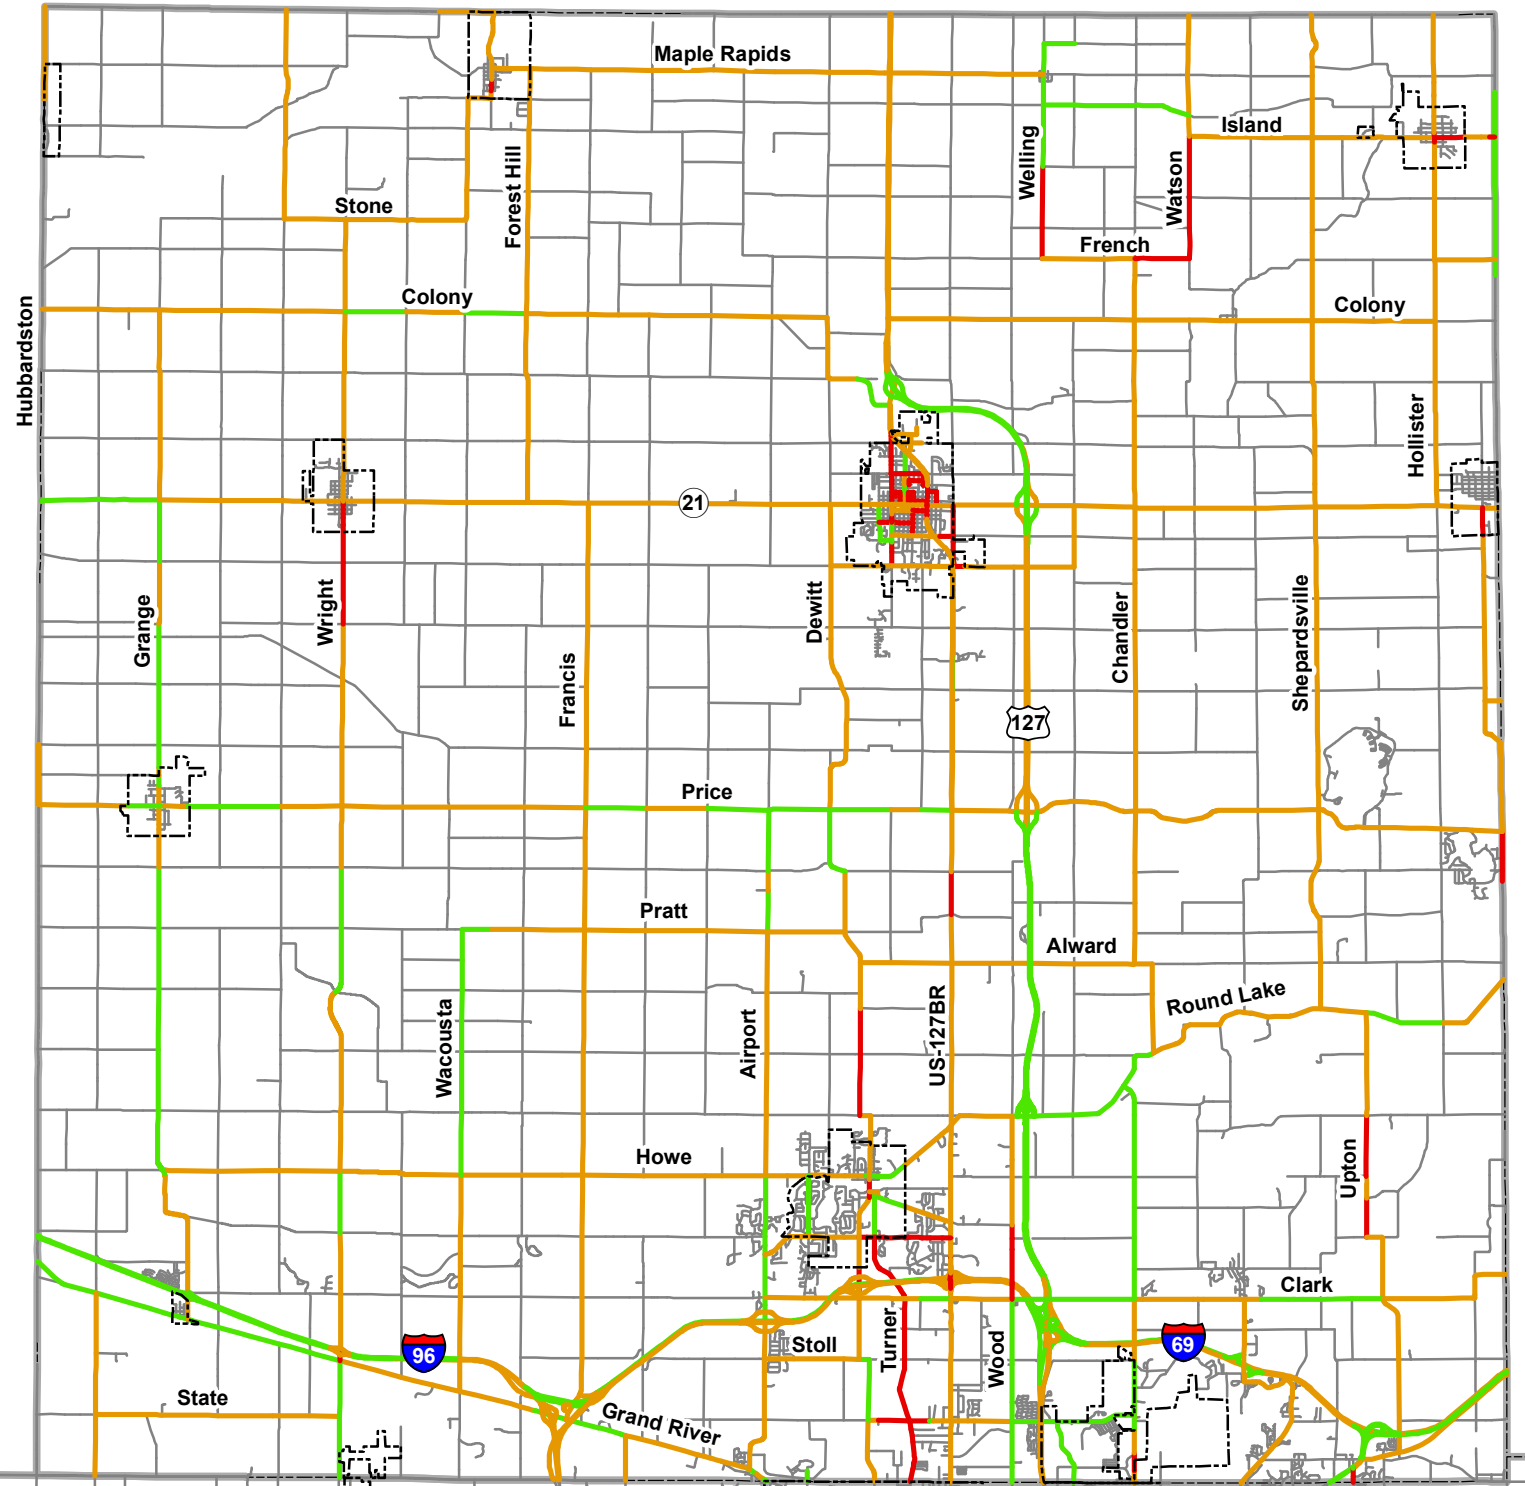 Maple Rapids
Island
Welling
Watson
Forest Hill
Stone
French
Colony
Colony
Hubbardston
Hollister
21
Grange
Wright
Dewitt
Chandler
Shepardsville
Francis
127
Price
Pratt
Alward
Round Lake
Wacousta
Airport
US-127BR
Howe
Upton
Clark
Turner
Stoll
Wood
96
69
State
Grand River